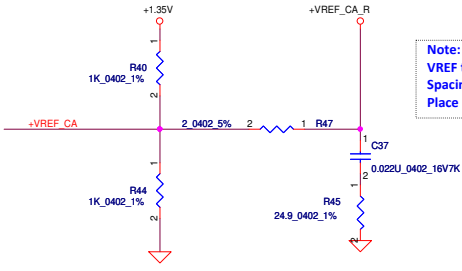 +1.35V
+VREF_CA_R
1
R40
1K_0402_1%
2
Note:
VREF
Spacin
Place
+VREF_CA
2_0402_5%
2
1
R47
1
C37
0.022U_0402_16V7K
2
1
R44
1K_0402_1%
2
1
R45
24.9_0402_1%
2